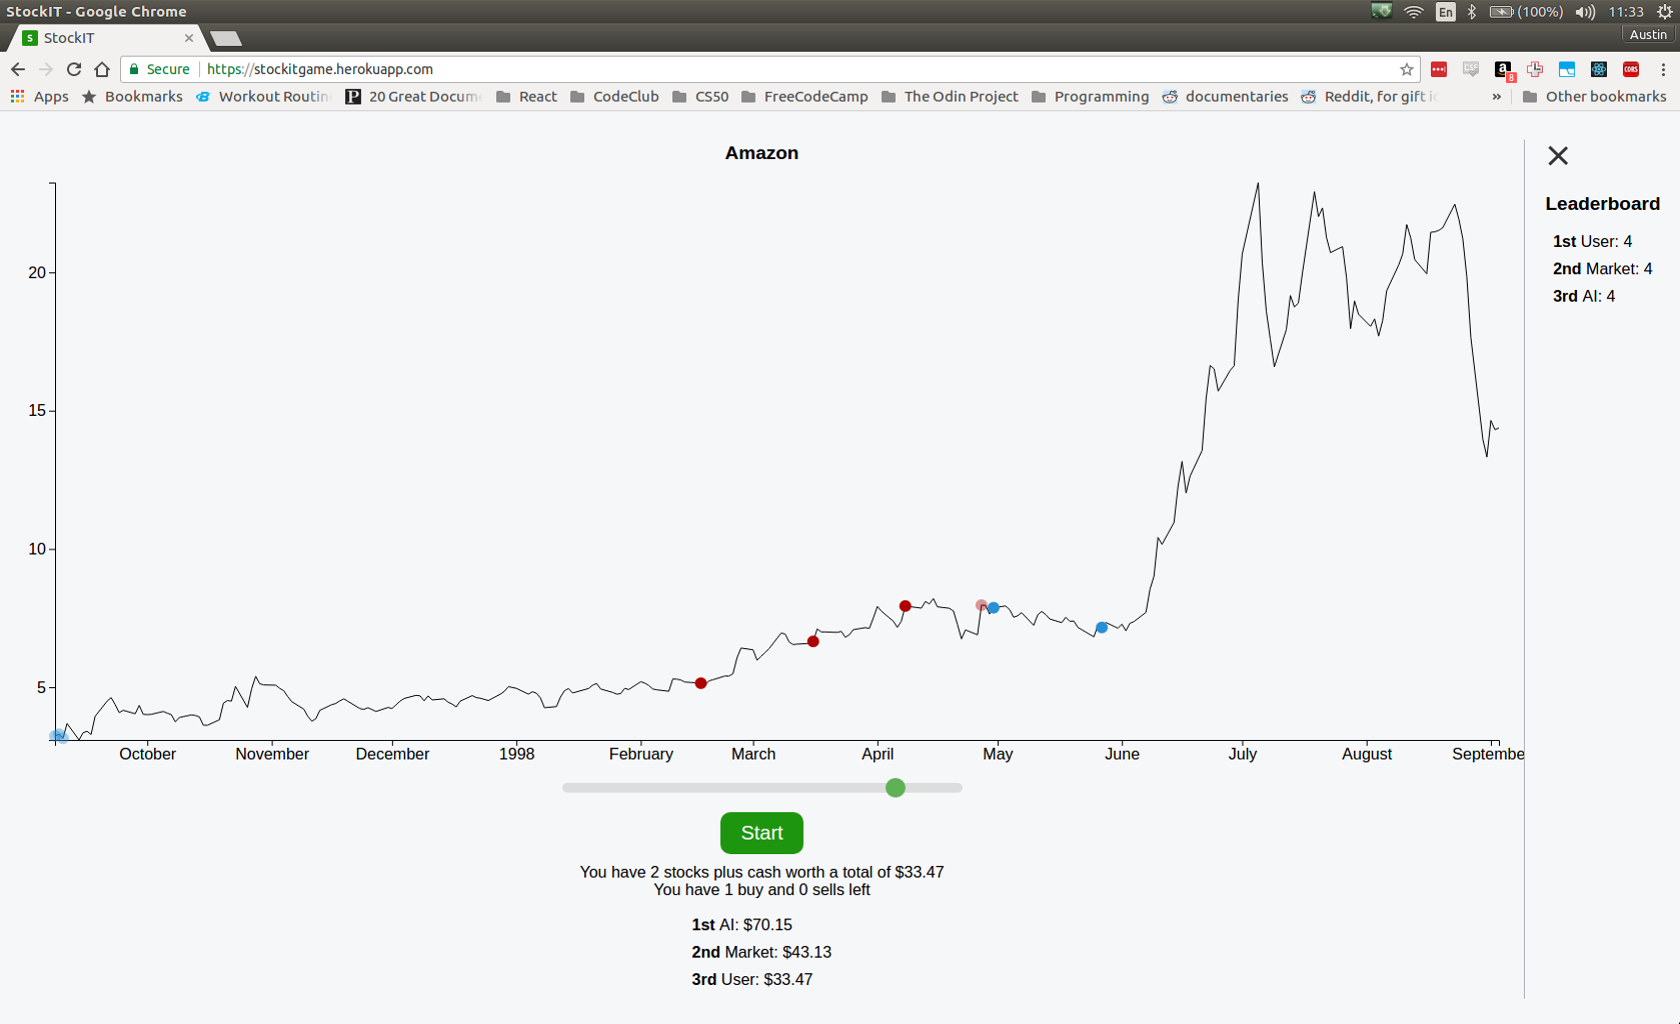 StockIT - Google Chrome
En (100%) 11:33
StockIT
Austin
Secure https://stockitgame.herokuapp.com
8 CORS
Apps Bookmarks Workout Routin 20 Great Docum React CodeClub CS50 FreeCodeCamp The Odin Project Programming documentaries Reddit, for gift » Other bookmarks
Amazon
20
15
10
5
October November December 1998 February March April May June July August Septembe
Start
You have 2 stocks plus cash worth a total of $33.47
You have 1 buy and 0 sells left
1st AI: $70.15
2nd Market: $43.13
3rd User: $33.47
Leaderboard
1st User: 4
2nd Market: 4
3rd AI: 4